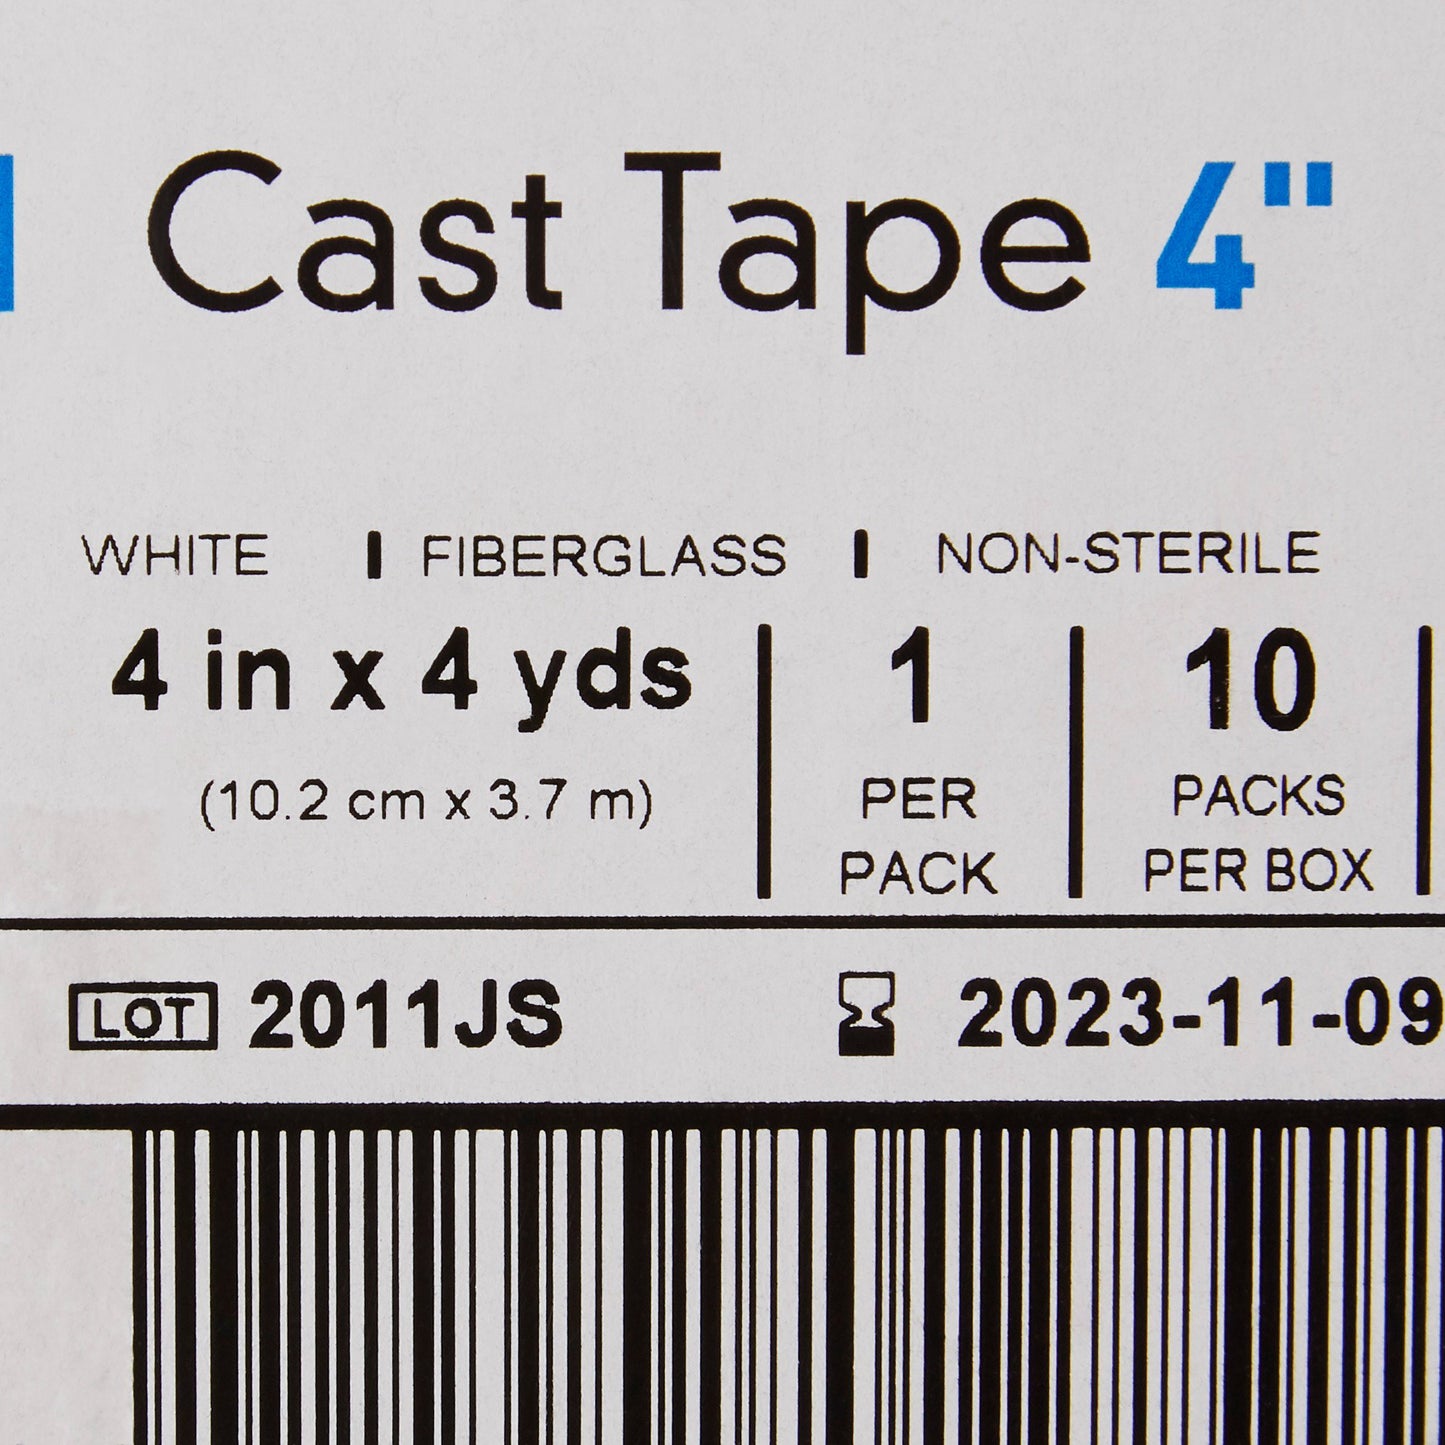 Cast Tape 4"
WHITE | FIBERGLASS | NON-STERILE
4 in x 4 yds
(10.2 cm x 3.7 m)
1
PER
PACK
10
PACKS
PER BOX
LOT 2011JS
2023-11-09